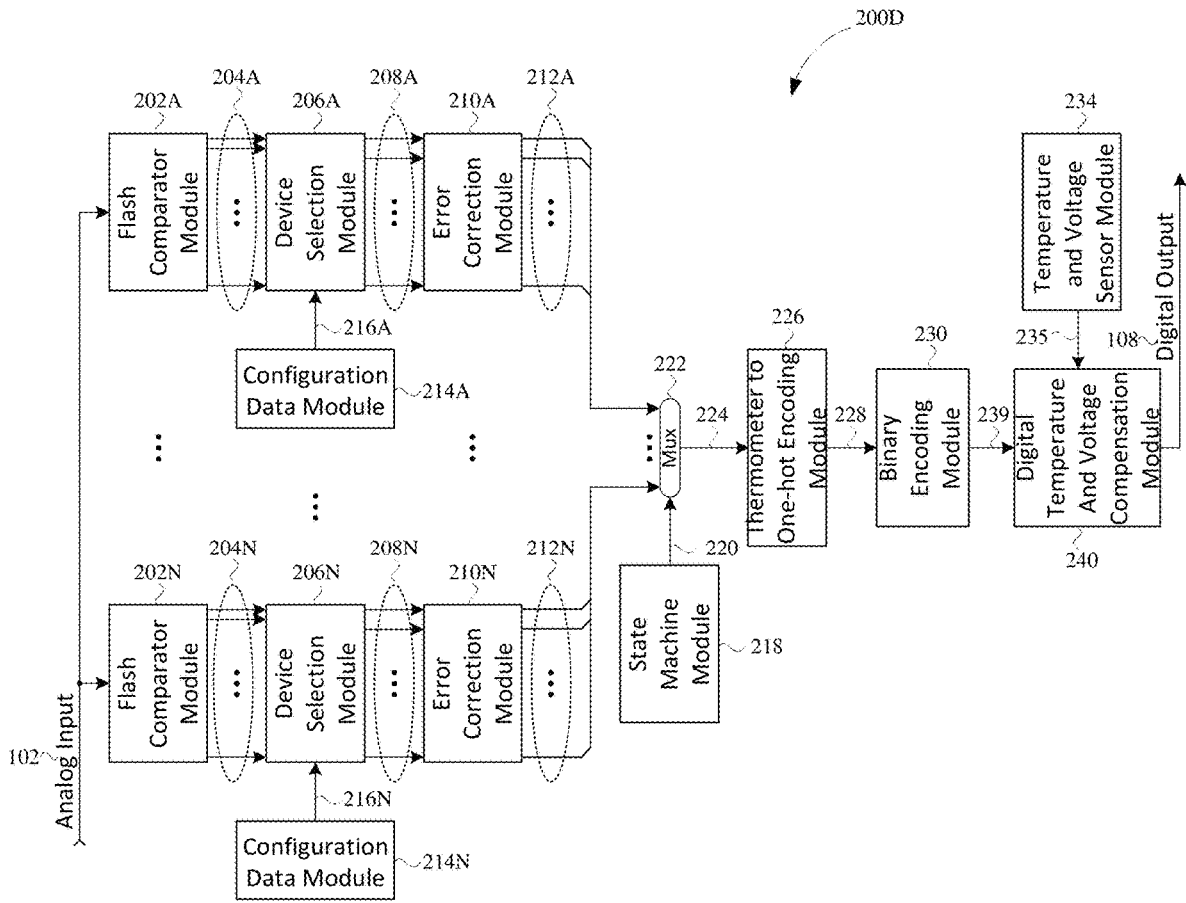 200D
204A
208A
212A
202A
206A
210A
234
Flash
Comparator
Module
Device
Selection
Module
Error
Correction
Module
Temperature
and Voltage
Sensor Module
Digital Output
216A
Configuration
Data Module
214A
222
226
230
235
108
Mux
224
Thermometer to
One-hot Encoding
Module
228
Binary
Encoding
Module
239
Digital
Temperature
And Voltage
Compensation
Module
240
220
State
Machine
Module
218
204N
208N
212N
202N
206N
210N
Flash
Comparator
Module
Device
Selection
Module
Error
Correction
Module
102
Analog Input
216N
Configuration
Data Module
214N